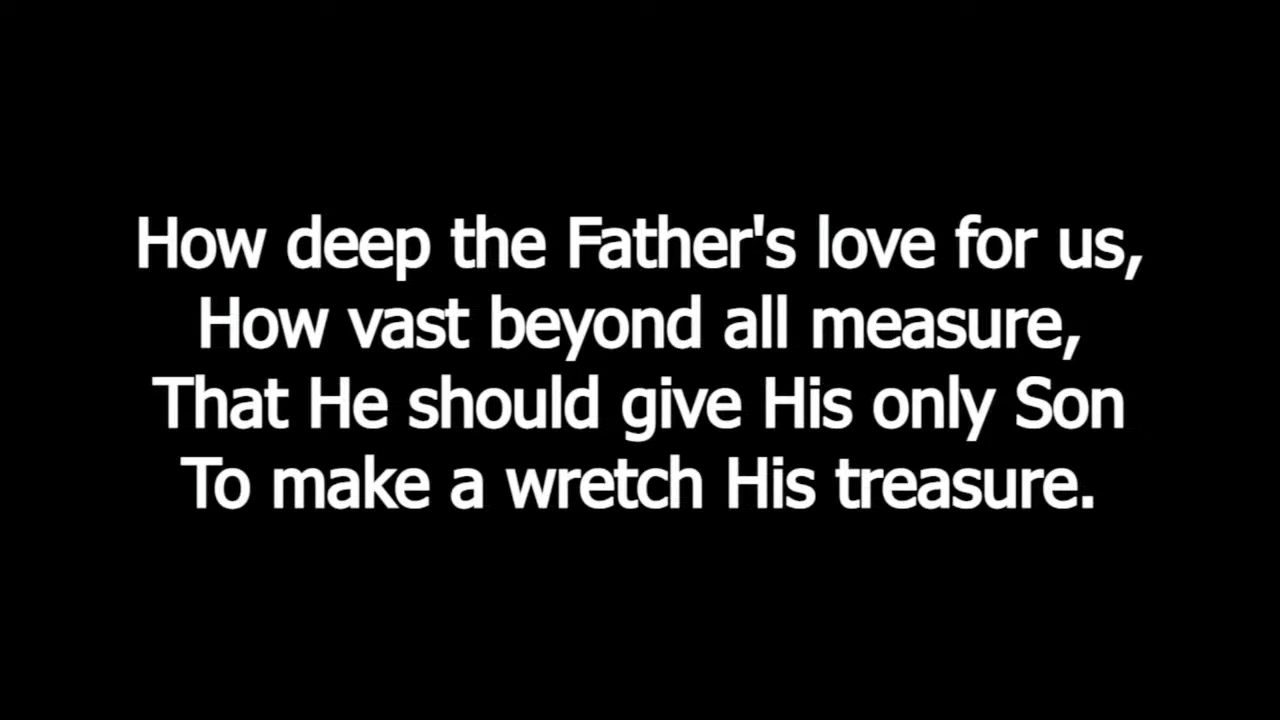 How deep the Father's love for us,
How vast beyond all measure,
That He should give His only Son
To make a wretch His treasure.